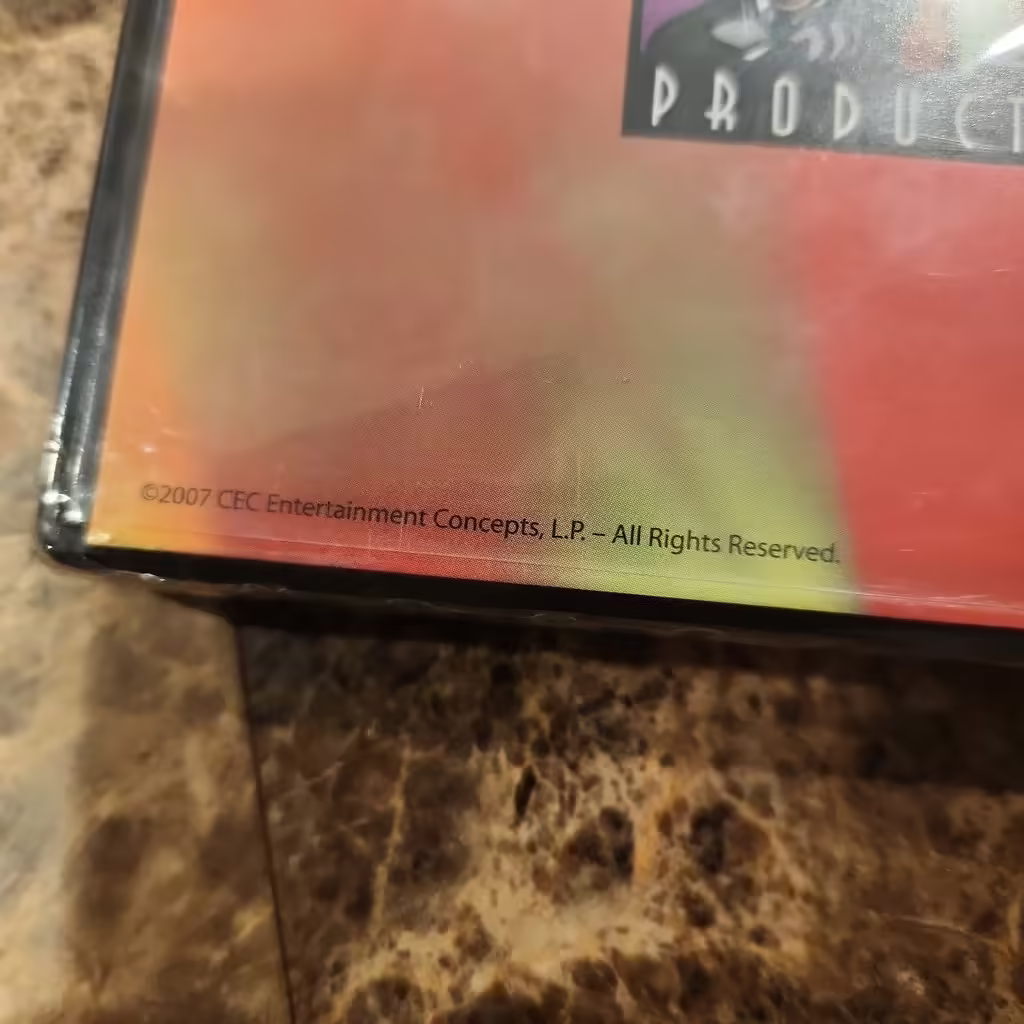 PRODUCT
©2007 CEC Entertainment Concepts, L.P. – All Rights Reserved.